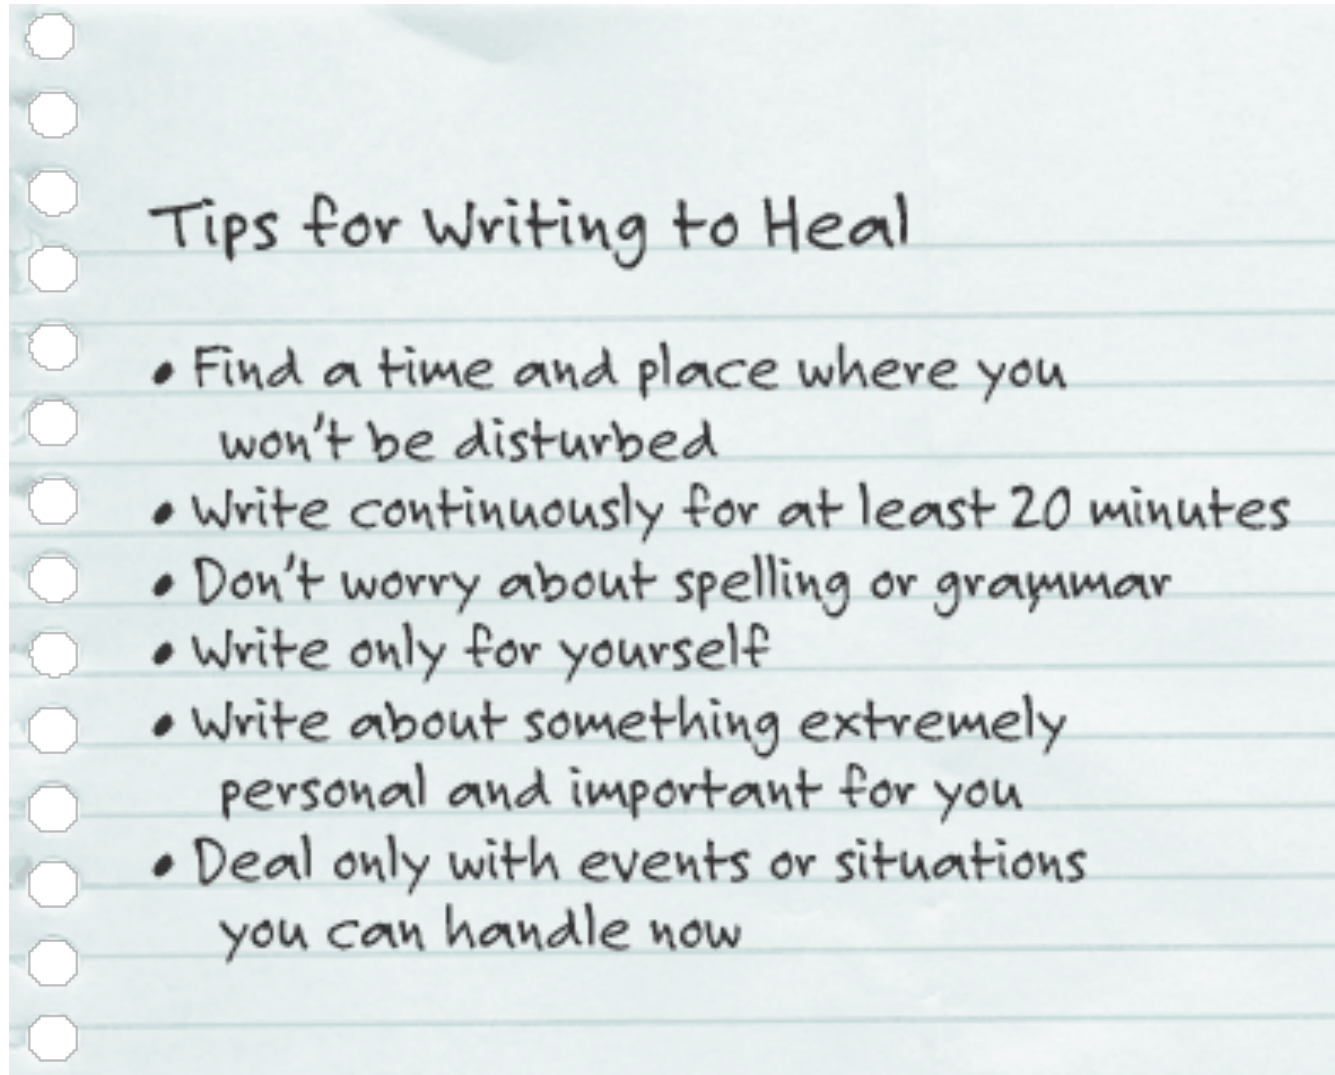 Tips for Writing to Heal
• Find a time and place where you
won't be disturbed
• Write continuously for at least 20 minutes
• Don't worry about spelling or grammar
• Write only for yourself
• Write about something extremely
personal and important for you
• Deal only with events or situations
you can handle now